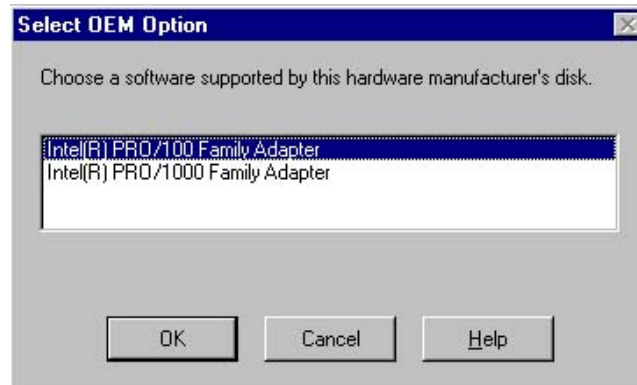 Select OEM Option
Choose a software supported by this hardware manufacturer's disk.
Intel(R) PRO/100 Family Adapter
Intel(R) PRO/1000 Family Adapter
OK
Cancel
Help